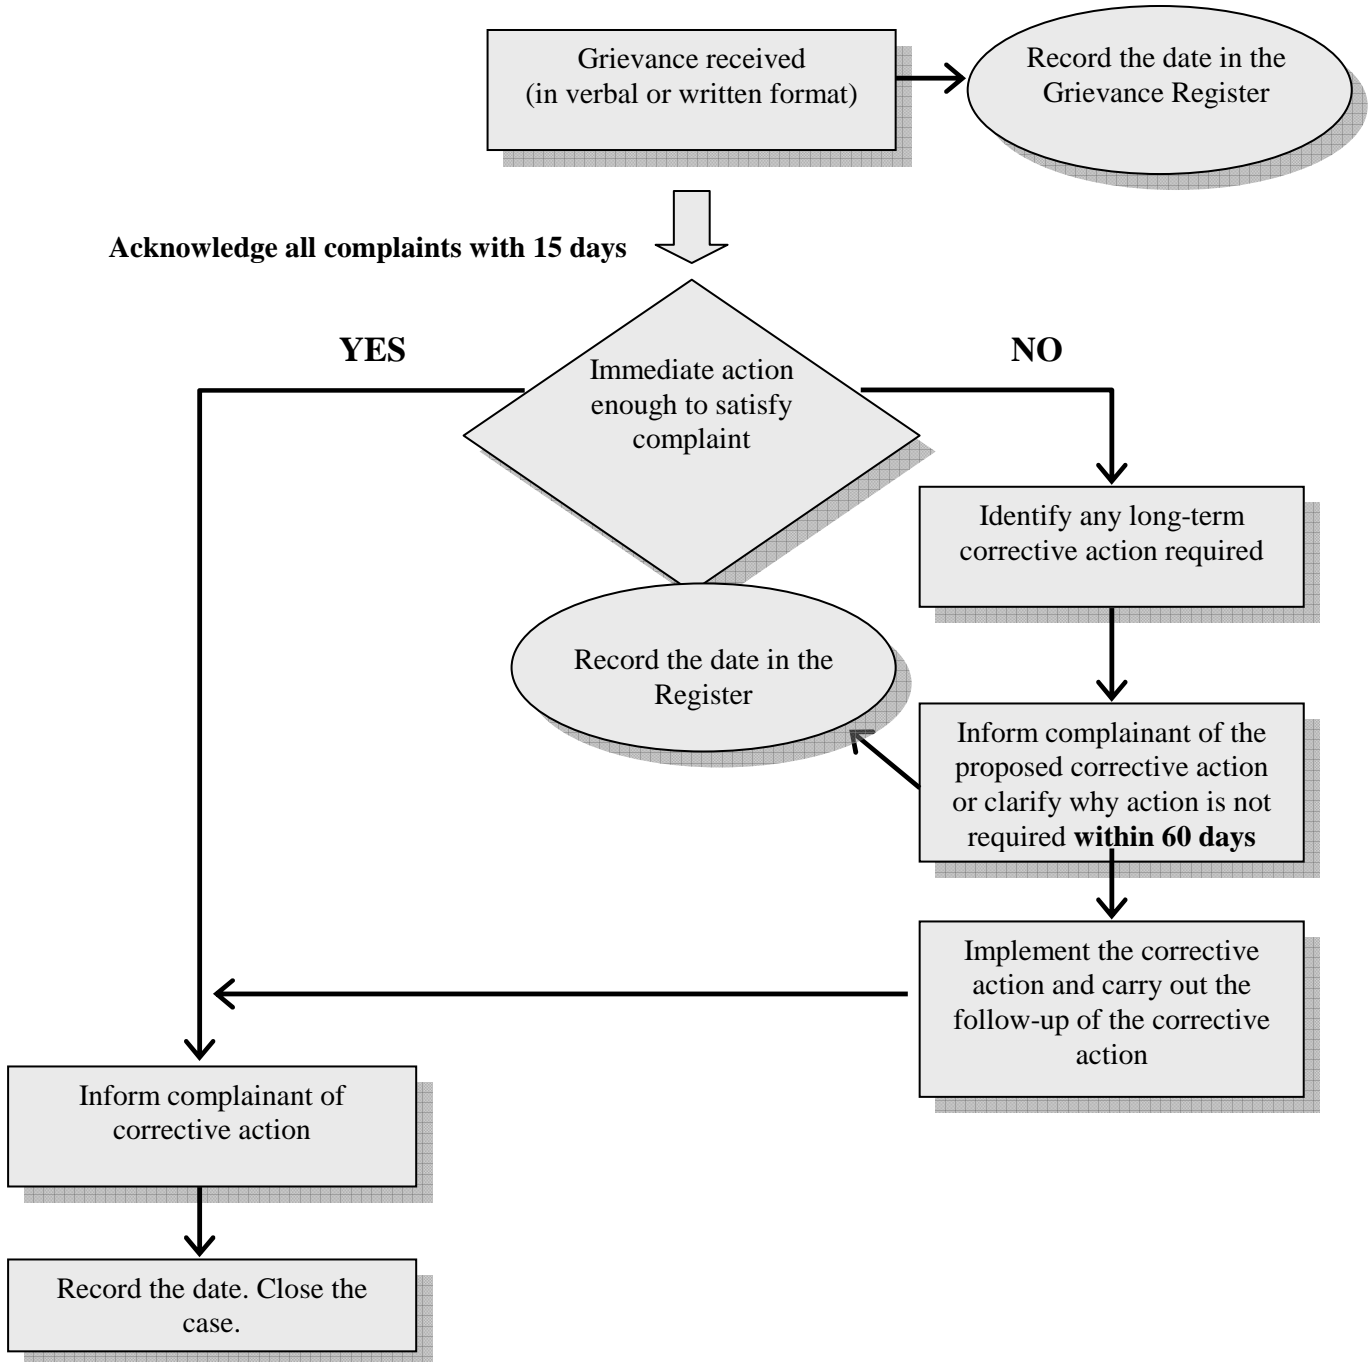 Grievance received
(in verbal or written format)
Record the date in the
Grievance Register
Acknowledge all complaints with 15 days
YES
NO
Immediate action
enough to satisfy
complaint
Identify any long-term
corrective action required
Record the date in the
Register
Inform complainant of the
proposed corrective action
or clarify why action is not
required within 60 days
Implement the corrective
action and carry out the
follow-up of the corrective
action
Inform complainant of
corrective action
Record the date. Close the
case.